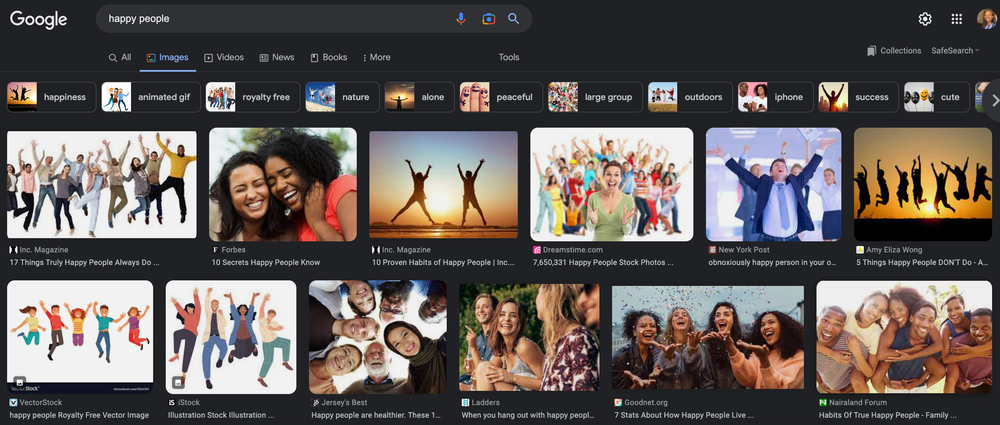 Google
happy people
All Images Videos News Books More Tools
Collections SafeSearch
happiness animated gif royalty free nature alone peaceful large group outdoors iphone success cute
Inc. Magazine Forbes Inc. Magazine Dreamstime.com New York Post Amy Eliza Wong
17 Things Truly Happy People Always Do ... 10 Secrets Happy People Know 10 Proven Habits of Happy People | Inc.... 7,650,331 Happy People Stock Photos ... obnoxiously happy person in your o... 5 Things Happy People DON'T Do - A...
VectorStock
VectorStock iStock Jersey's Best Ladders Goodnet.org Nairaland Forum
happy people Royalty Free Vector Image Illustration Stock Illustration ... Happy people are healthier. These 1... When you hang out with happy peopl... 7 Stats About How Happy People Live ... Habits Of True Happy People - Family ...